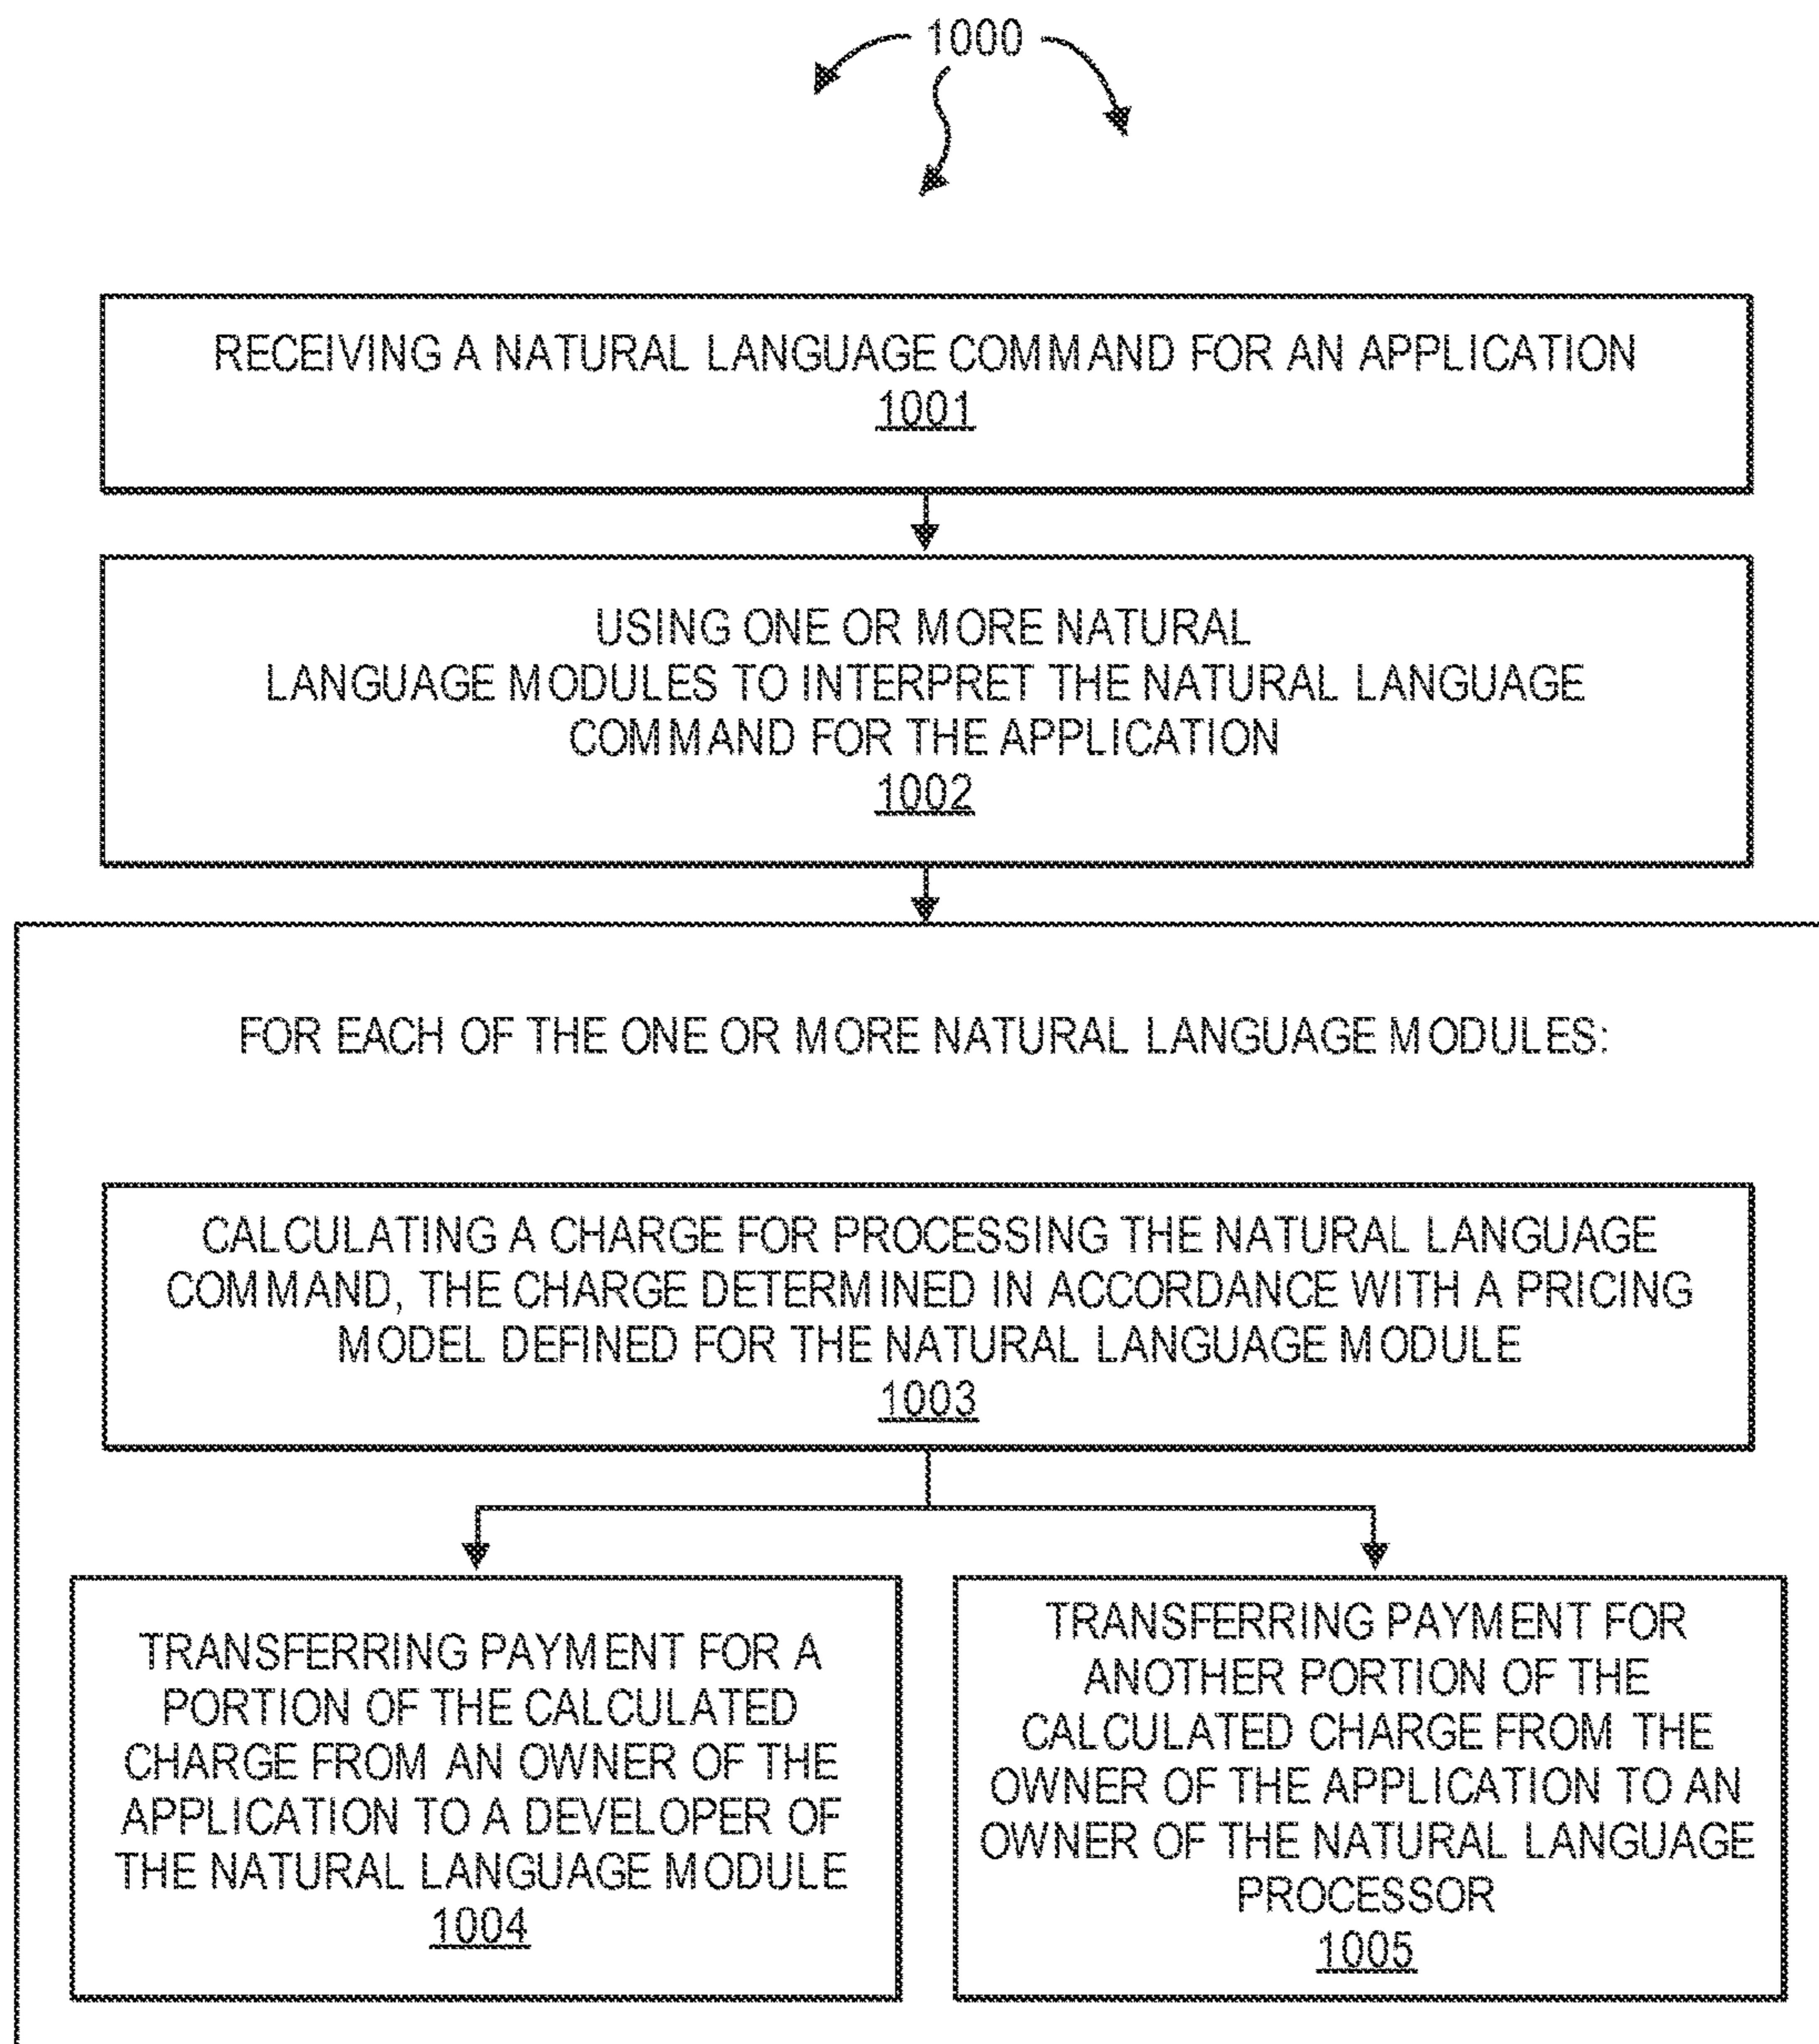 1000
RECEIVING A NATURAL LANGUAGE COMMAND FOR AN APPLICATION
1001
USING ONE OR MORE NATURAL
LANGUAGE MODULES TO INTERPRET THE NATURAL LANGUAGE
COMMAND FOR THE APPLICATION
1002
FOR EACH OF THE ONE OR MORE NATURAL LANGUAGE MODULES:
CALCULATING A CHARGE FOR PROCESSING THE NATURAL LANGUAGE
COMMAND, THE CHARGE DETERMINED IN ACCORDANCE WITH A PRICING
MODEL DEFINED FOR THE NATURAL LANGUAGE MODULE
1003
TRANSFERRING PAYMENT FOR A
PORTION OF THE CALCULATED
CHARGE FROM AN OWNER OF THE
APPLICATION TO A DEVELOPER OF
THE NATURAL LANGUAGE MODULE
1004
TRANSFERRING PAYMENT FOR
ANOTHER PORTION OF THE
CALCULATED CHARGE FROM THE
OWNER OF THE APPLICATION TO AN
OWNER OF THE NATURAL LANGUAGE
PROCESSOR
1005